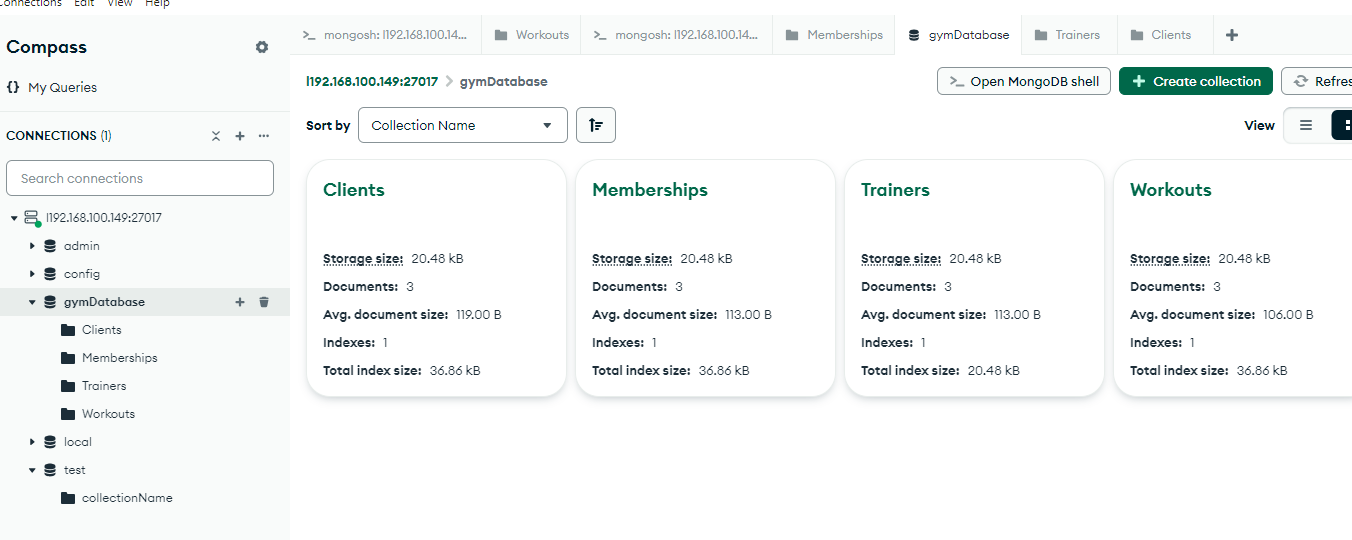 Connections Edit View Help
Compass
{} My Queries
CONNECTIONS (1)
Search connections
l192.168.100.149:27017
admin
config
gymDatabase
Clients
Memberships
Trainers
Workouts
local
test
collectionName
>_ mongosh: l192.168.100.14... Workouts >_ mongosh: l192.168.100.14... Memberships gymDatabase Trainers Clients +
l192.168.100.149:27017 > gymDatabase
>_ Open MongoDB shell + Create collection Refres
Sort by Collection Name View
Clients
Storage size: 20.48 kB
Documents: 3
Avg. document size: 119.00 B
Indexes: 1
Total index size: 36.86 kB
Memberships
Storage size: 20.48 kB
Documents: 3
Avg. document size: 113.00 B
Indexes: 1
Total index size: 36.86 kB
Trainers
Storage size: 20.48 kB
Documents: 3
Avg. document size: 113.00 B
Indexes: 1
Total index size: 20.48 kB
Workouts
Storage size: 20.48 kB
Documents: 3
Avg. document size: 106.00 B
Indexes: 1
Total index size: 36.86 kB